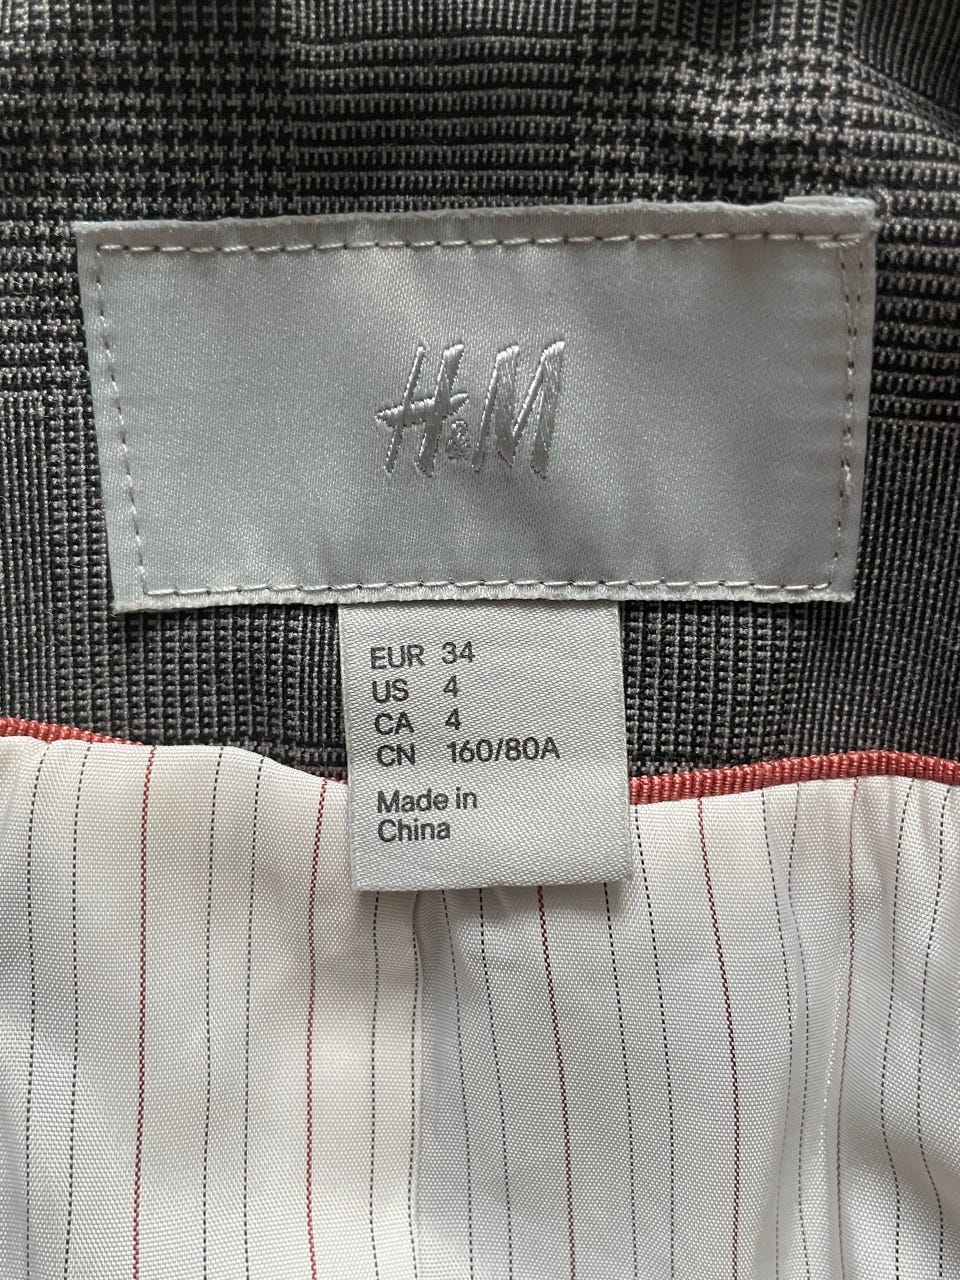 H&M
EUR 34
US 4
CA 4
CN 160/80A
Made in
China